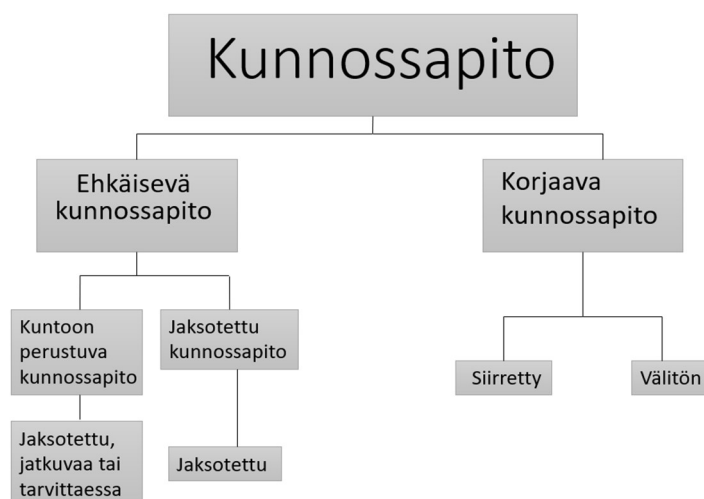 Kunnossapito
Ehkäisevä
kunnossapito
Korjaava
kunnossapito
Kuntoon
perustuva
kunnossapito
Jaksotettu
kunnossapito
Siirretty
Välitön
Jaksotettu,
jatkuvaa tai
tarvittaessa
Jaksotettu